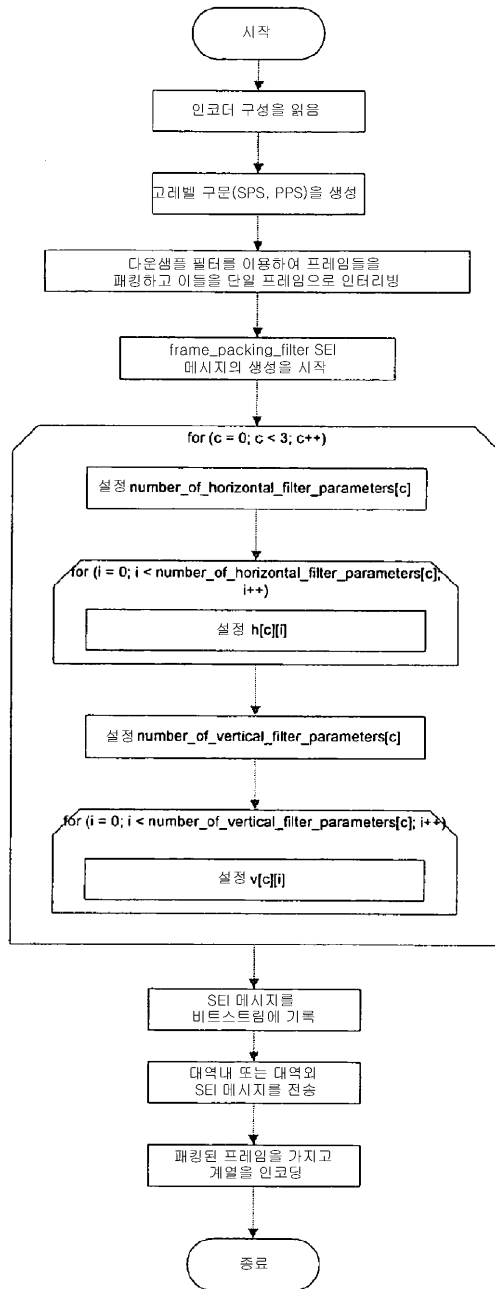 시작
인코더 구성을 읽음
고레벨 구문(SPS, PPS)을 생성
다운샘플 필터를 이용하여 프레임들을
패킹하고 이들을 단일 프레임으로 인터리빙
frame_packing_filter SEI
메시지의 생성을 시작
for (c = 0; c < 3; c++)
설정 number_of_horizontal_filter_parameters[c]
for (i = 0; i < number_of_horizontal_filter_parameters[c];
i++)
설정 h[c][i]
설정 number_of_vertical_filter_parameters[c]
for (i = 0; i < number_of_vertical_filter_parameters[c]; i++)
설정 v[c][i]
SEI 메시지를
비트스트림에 기록
대역내 또는 대역외
SEI 메시지를 전송
패킹된 프레임을 가지고
계열을 인코딩
종료